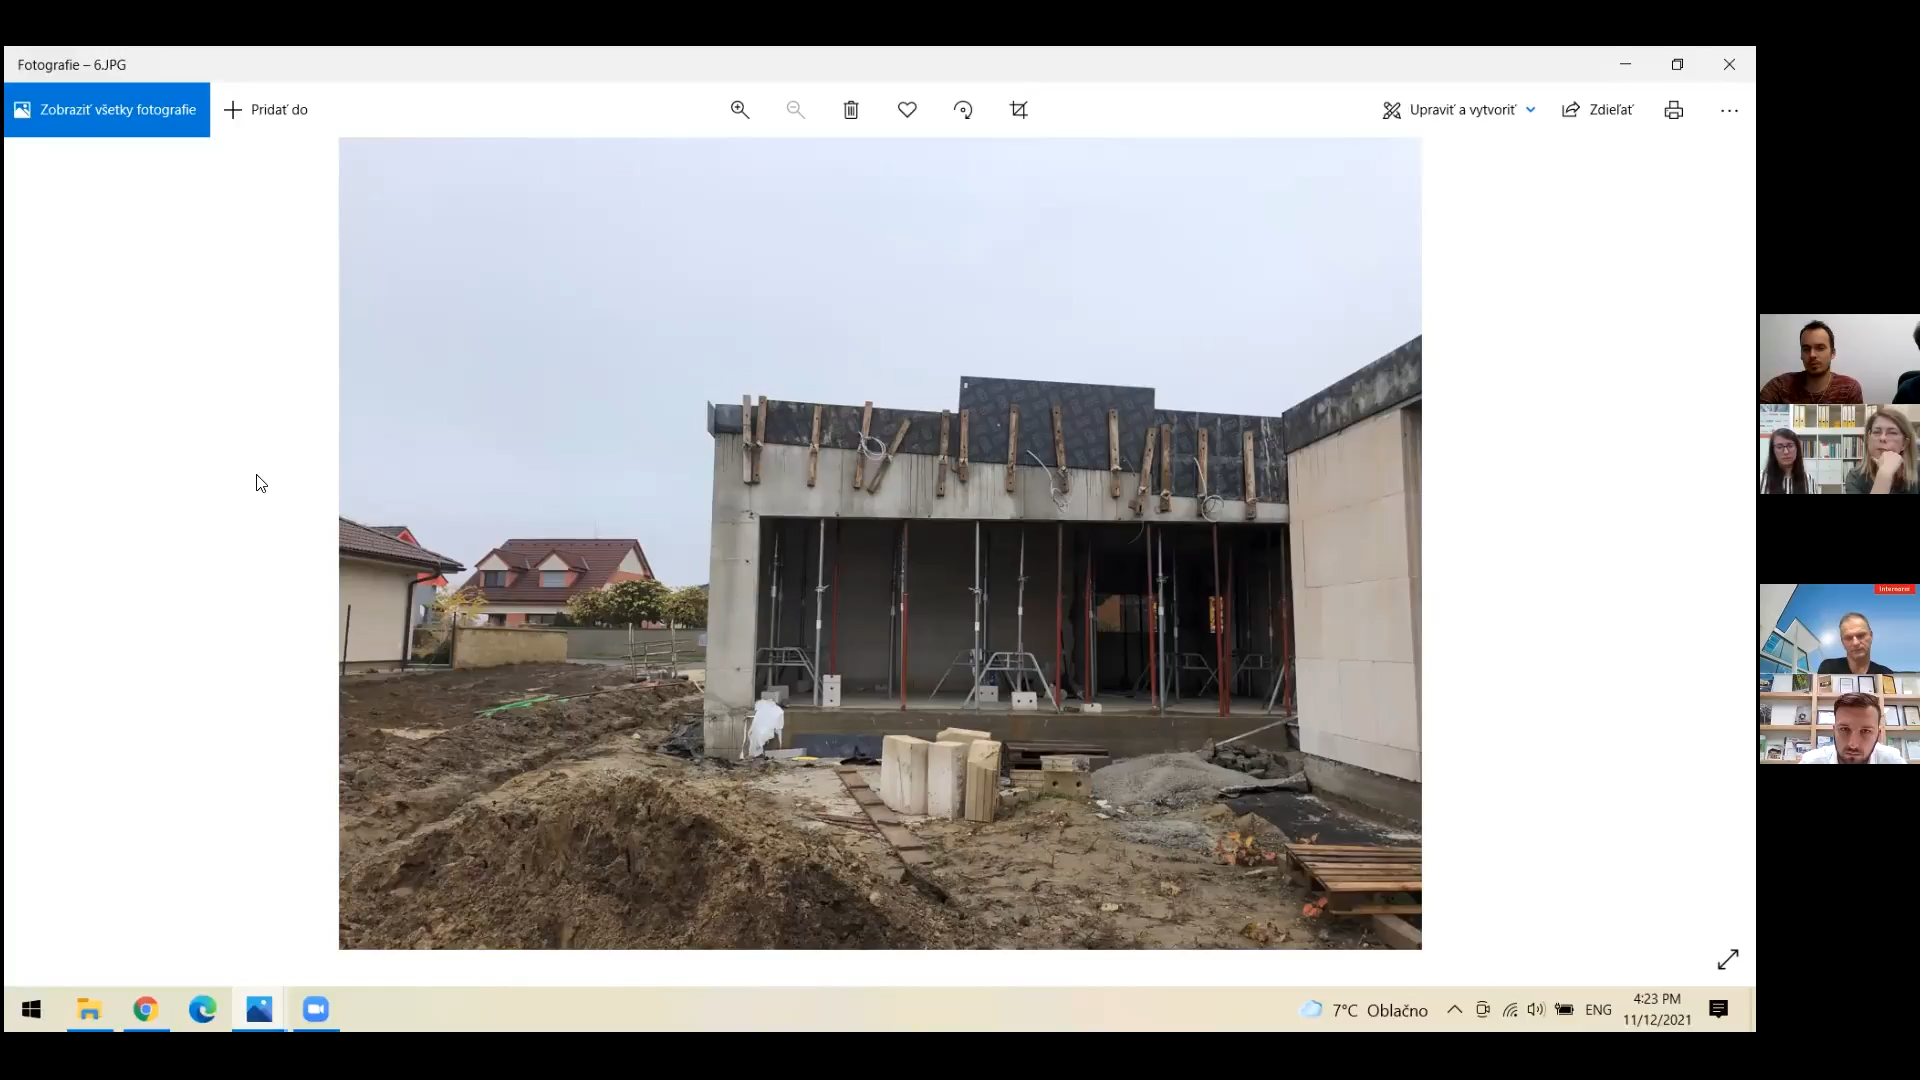 Fotografie – 6.JPG
Zobraziť všetky fotografie
Pridať do
Upraviť a vytvoriť
Zdieľať
Internorm
7°C Oblačno
ENG
4:23 PM
11/12/2021